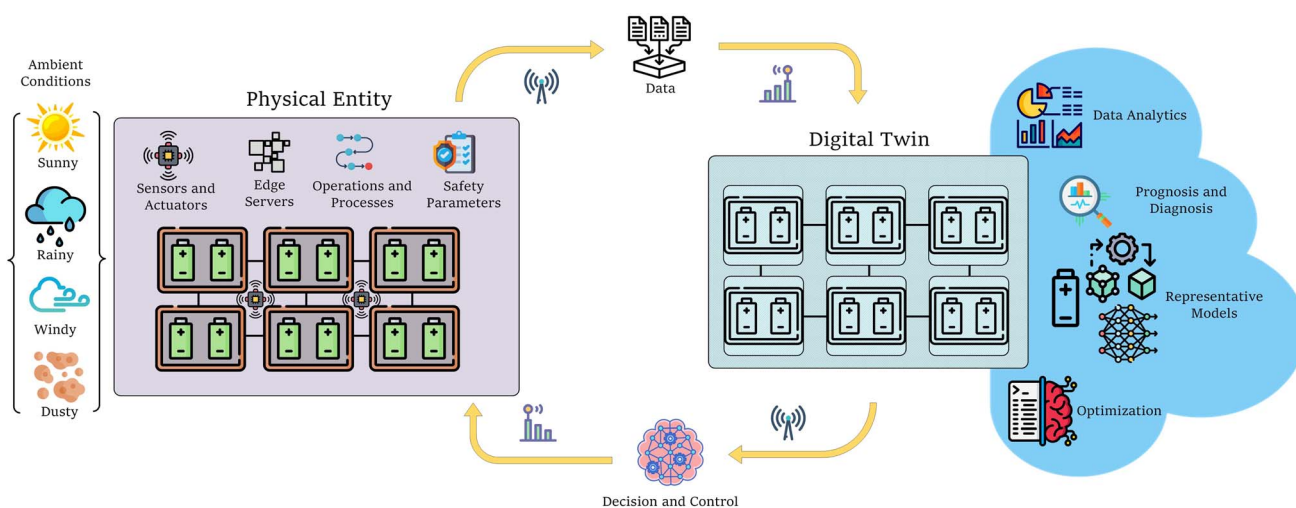 Ambient
Conditions
Sunny
Rainy
Windy
Dusty
Physical Entity
Sensors and
Actuators
Edge
Servers
Operations and
Processes
Safety
Parameters
Data
Digital Twin
Data Analytics
Prognosis and
Diagnosis
Representative
Models
Optimization
Decision and Control